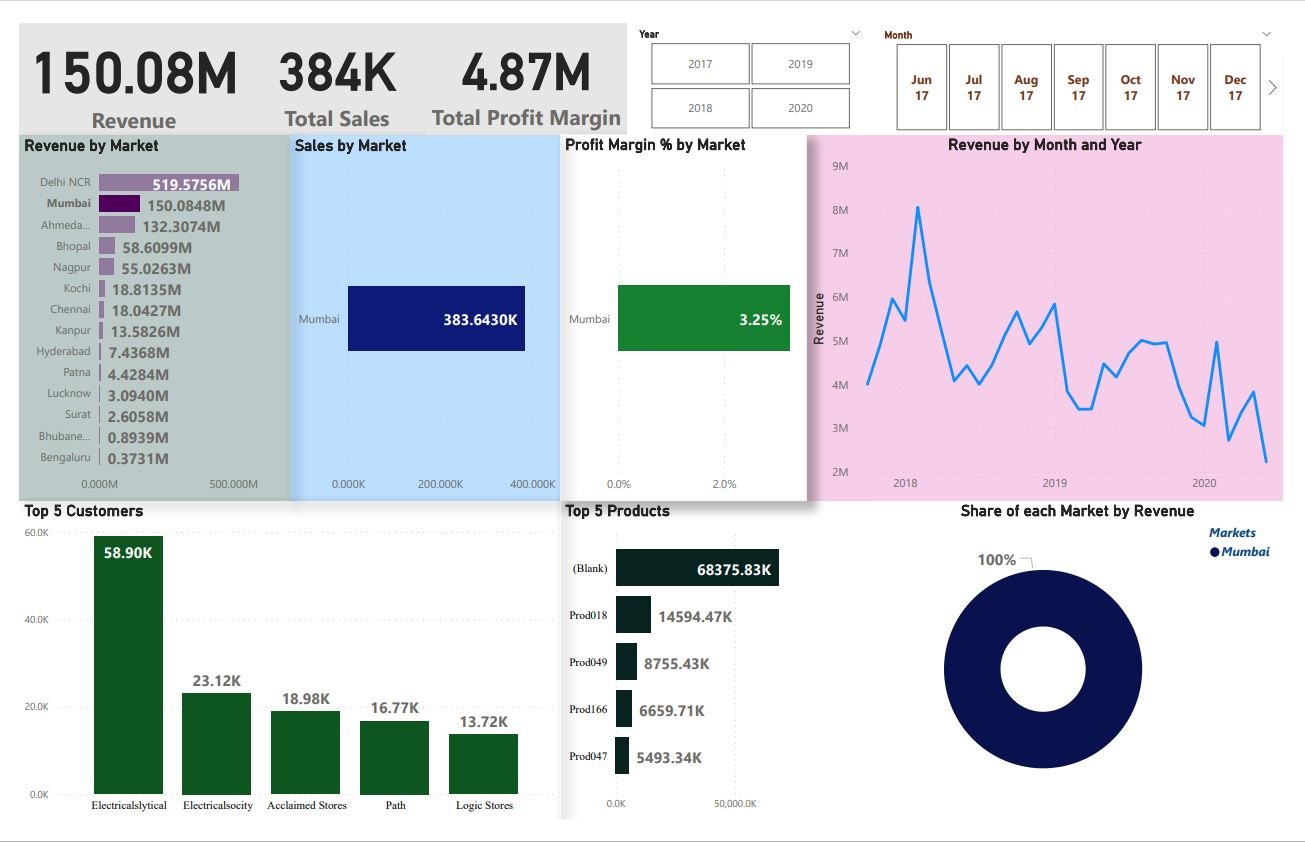 150.08M
Revenue
384K
Total Sales
4.87M
Total Profit Margin
Year
2017
2019
2018
2020
Month
Jun
17
Jul
17
Aug
17
Sep
17
Oct
17
Nov
17
Dec
17
Revenue by Market
Delhi NCR 519.5756M
Mumbai 150.0848M
Ahmeda... 132.3074M
Bhopal 58.6099M
Nagpur 55.0263M
Kochi 18.8135M
Chennai 18.0427M
Kanpur 13.5826M
Hyderabad 7.4368M
Patna 4.4284M
Lucknow 3.0940M
Surat 2.6058M
Bhubane... 0.8939M
Bengaluru 0.3731M
0.000M 500.000M
Sales by Market
Mumbai 383.6430K
0.000K 200.000K 400.000K
Profit Margin % by Market
Mumbai 3.25%
0.0% 2.0%
Revenue by Month and Year
Revenue
9M
8M
7M
6M
5M
4M
3M
2M
2018 2019 2020
Top 5 Customers
60.0K
40.0K
20.0K
0.0K
58.90K
23.12K
18.98K
16.77K
13.72K
Electricalslytical Electricalsocity Acclaimed Stores Path Logic Stores
Top 5 Products
(Blank) 68375.83K
Prod018 14594.47K
Prod049 8755.43K
Prod166 6659.71K
Prod047 5493.34K
0.0K 50,000.0K
Share of each Market by Revenue
Markets
Mumbai
100%